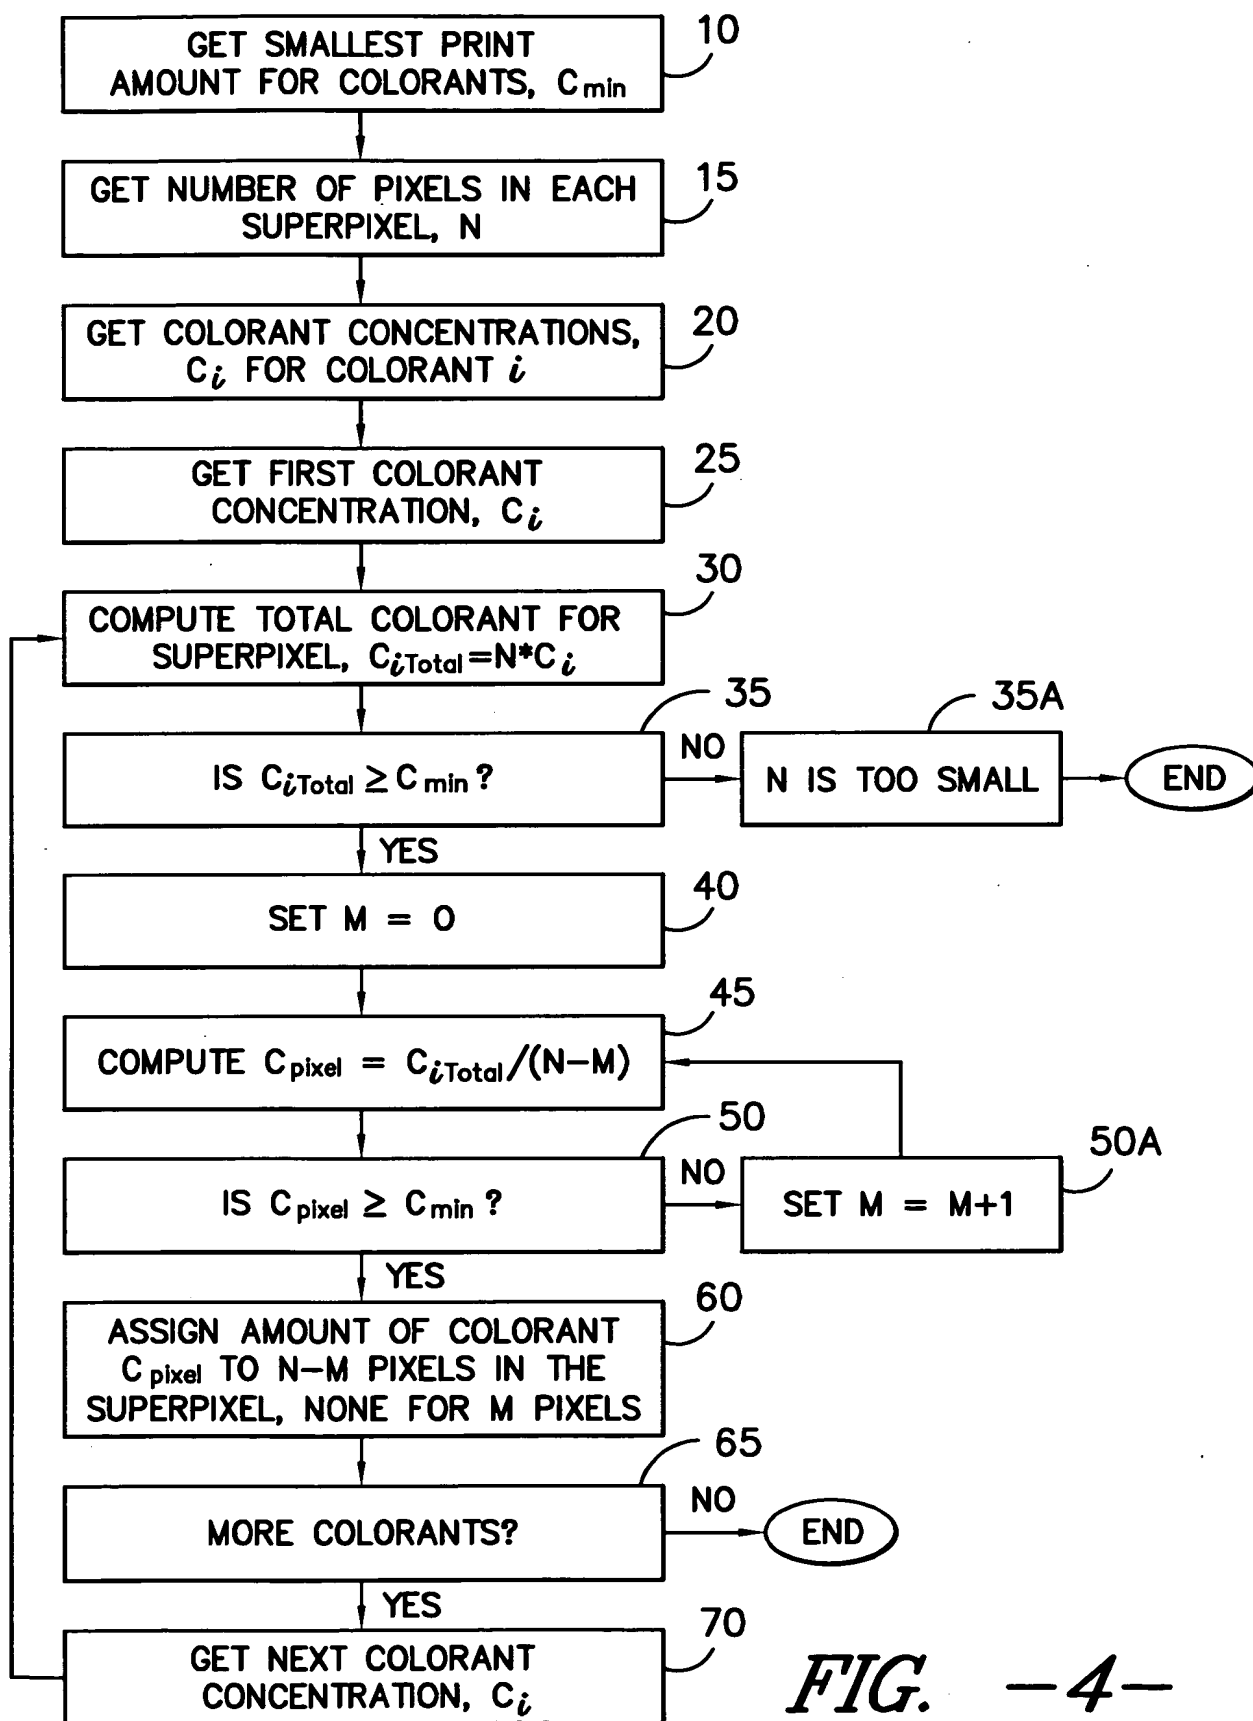 GET SMALLEST PRINT
AMOUNT FOR COLORANTS, Cmin
10
GET NUMBER OF PIXELS IN EACH
SUPERPIXEL, N
15
GET COLORANT CONCENTRATIONS,
Ci FOR COLORANT i
20
GET FIRST COLORANT
CONCENTRATION, Ci
25
COMPUTE TOTAL COLORANT FOR
SUPERPIXEL, CiTotal=N*Ci
30
IS CiTotal ≥ Cmin?
35
NO
N IS TOO SMALL
35A
END
YES
SET M = 0
40
COMPUTE Cpixel = CiTotal/(N-M)
45
IS Cpixel ≥ Cmin?
50
NO
SET M = M+1
50A
YES
ASSIGN AMOUNT OF COLORANT
Cpixel TO N-M PIXELS IN THE
SUPERPIXEL, NONE FOR M PIXELS
60
MORE COLORANTS?
65
NO
END
YES
GET NEXT COLORANT
CONCENTRATION, Ci
70
FIG. -4-